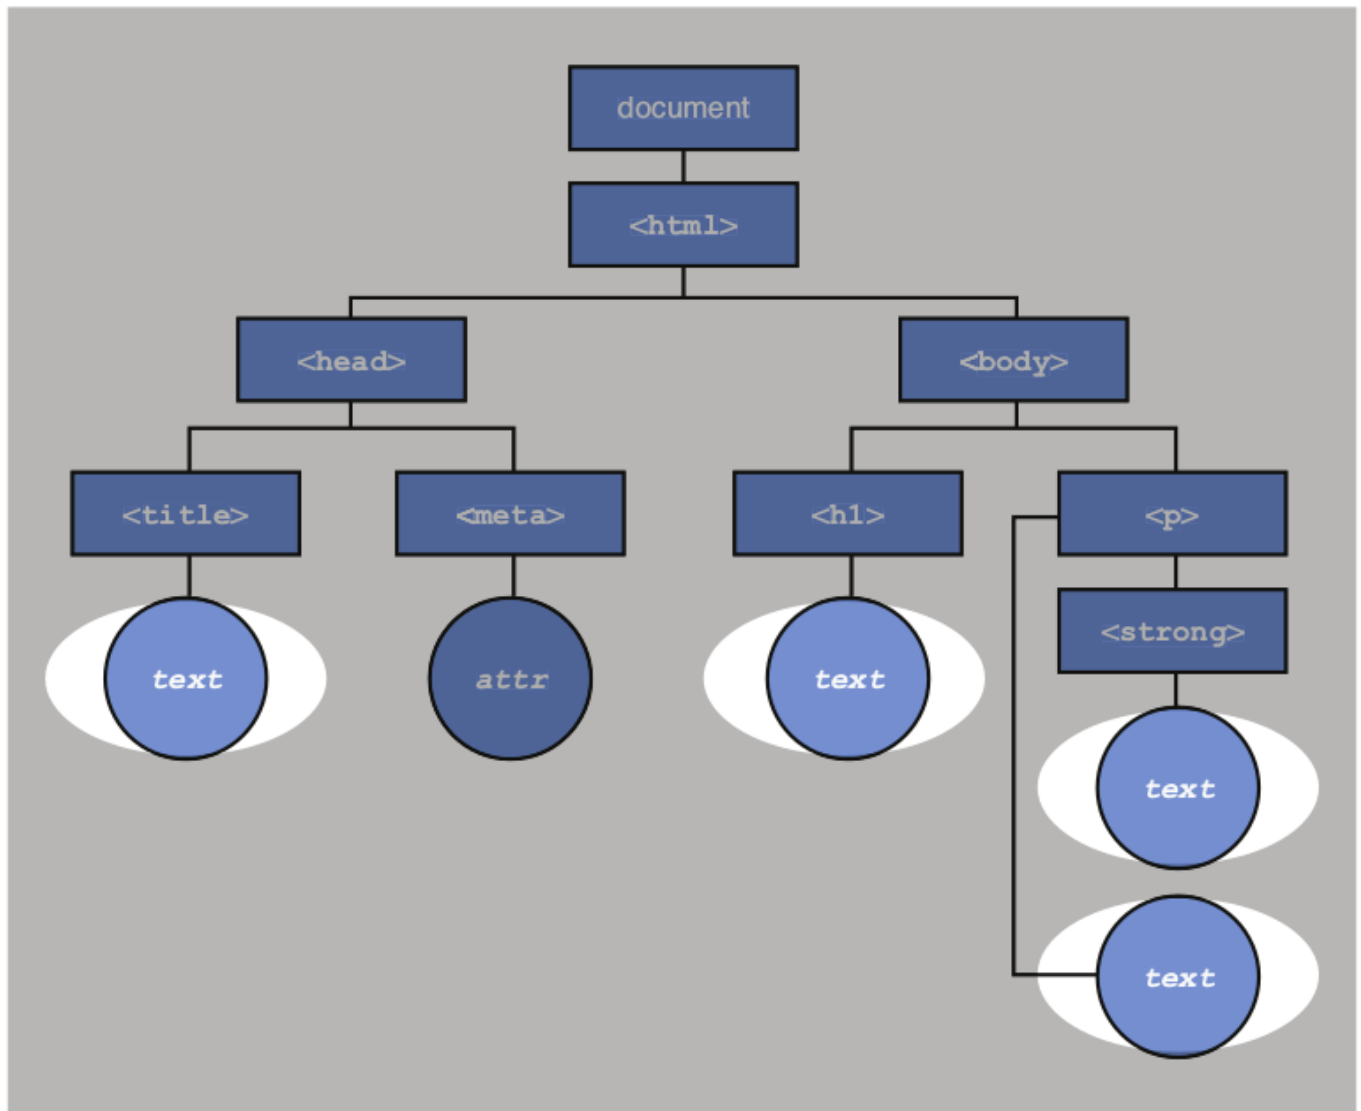 document
<html>
<head>
<body>
<title>
<meta>
<h1>
<p>
<strong>
text
attr
text
text
text